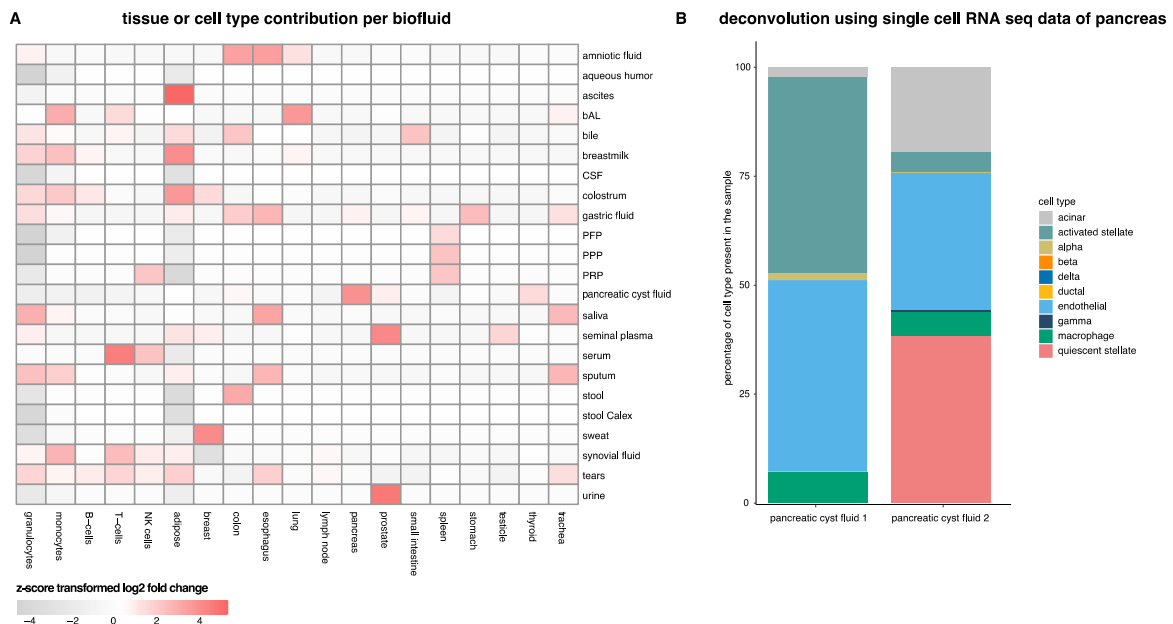 A
tissue or cell type contribution per biofluid
amniotic fluid
aqueous humor
ascites
bAL
bile
breastmilk
CSF
colostrum
gastric fluid
PFP
PPP
PRP
pancreatic cyst fluid
saliva
seminal plasma
serum
sputum
stool
stool Calex
sweat
synovial fluid
tears
urine
granulocytes
monocytes
B−cells
T−cells
NK cells
adipose
breast
colon
esophagus
lung
lymph node
pancreas
prostate
small intestine
spleen
stomach
testicle
thyroid
trachea
z-score transformed log2 fold change
−4 −2 0 2 4
B
deconvolution using single cell RNA seq data of pancreas
percentage of cell type present in the sample
100
75
50
25
0
pancreatic cyst fluid 1
pancreatic cyst fluid 2
cell type
acinar
activated stellate
alpha
beta
delta
ductal
endothelial
gamma
macrophage
quiescent stellate